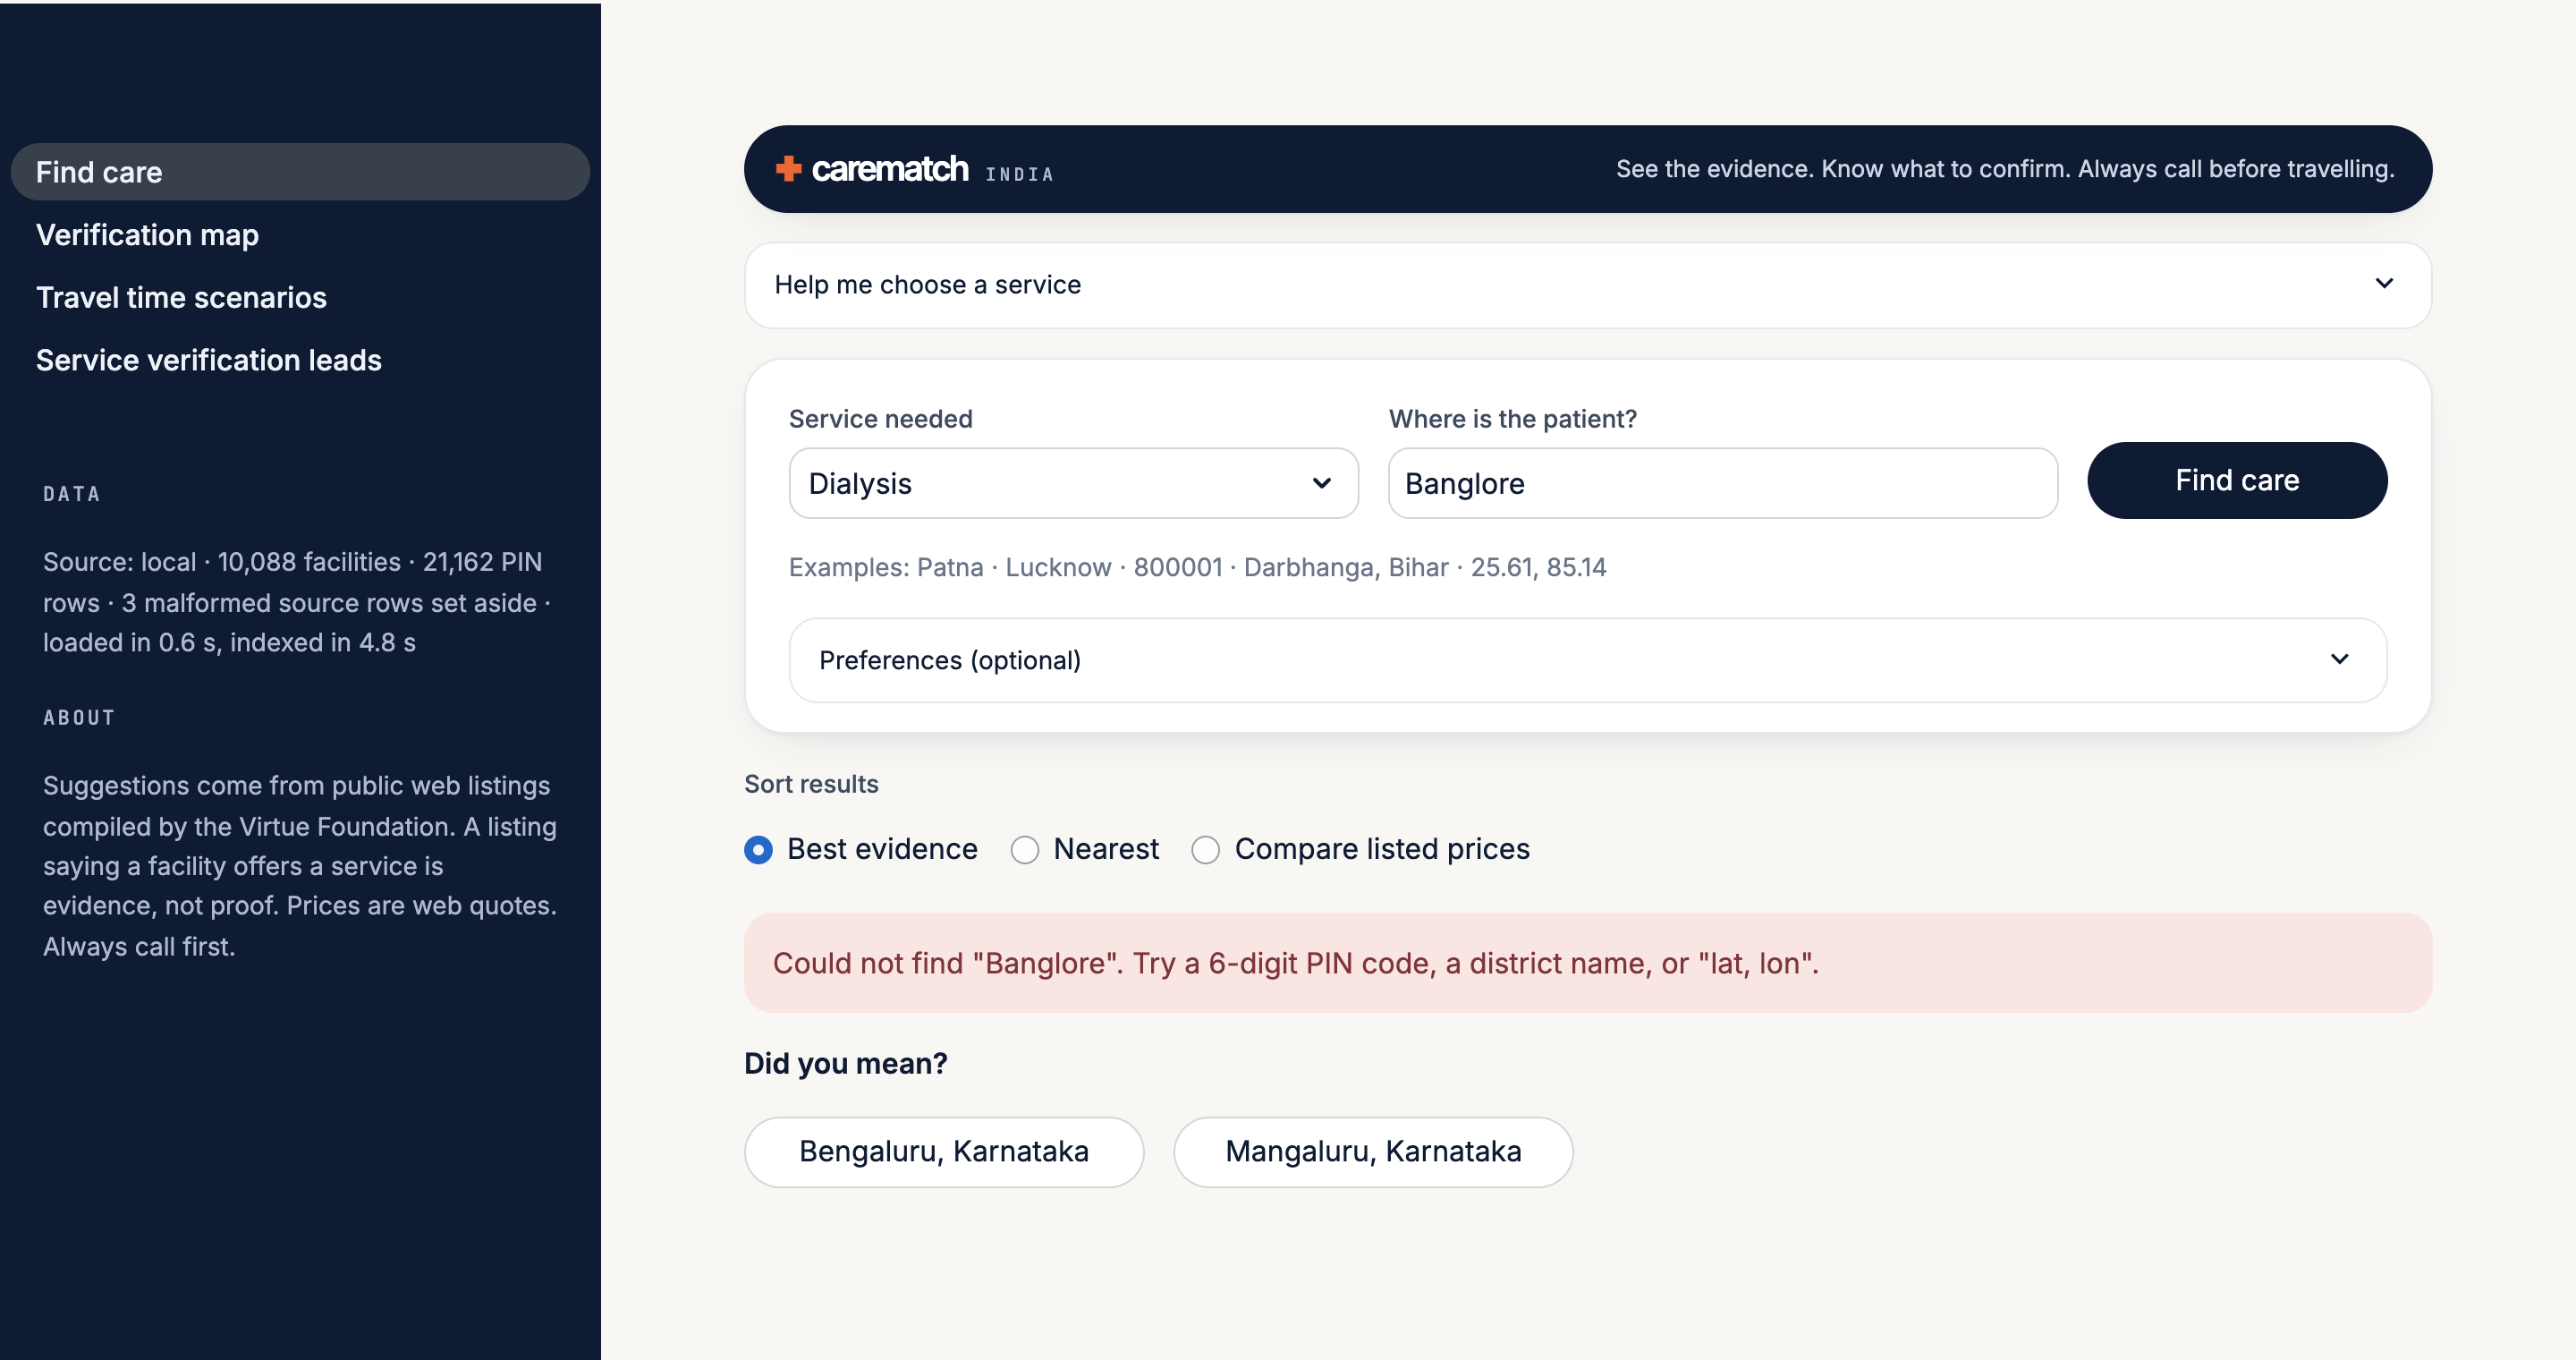 Find care
Verification map
Travel time scenarios
Service verification leads
DATA
Source: local · 10,088 facilities · 21,162 PIN
rows · 3 malformed source rows set aside ·
loaded in 0.6 s, indexed in 4.8 s
ABOUT
Suggestions come from public web listings
compiled by the Virtue Foundation. A listing
saying a facility offers a service is
evidence, not proof. Prices are web quotes.
Always call first.
carematch INDIA
See the evidence. Know what to confirm. Always call before travelling.
Help me choose a service
Service needed
Where is the patient?
Dialysis
Banglore
Find care
Examples: Patna · Lucknow · 800001 · Darbhanga, Bihar · 25.61, 85.14
Preferences (optional)
Sort results
Best evidence
Nearest
Compare listed prices
Could not find "Banglore". Try a 6-digit PIN code, a district name, or "lat, lon".
Did you mean?
Bengaluru, Karnataka
Mangaluru, Karnataka